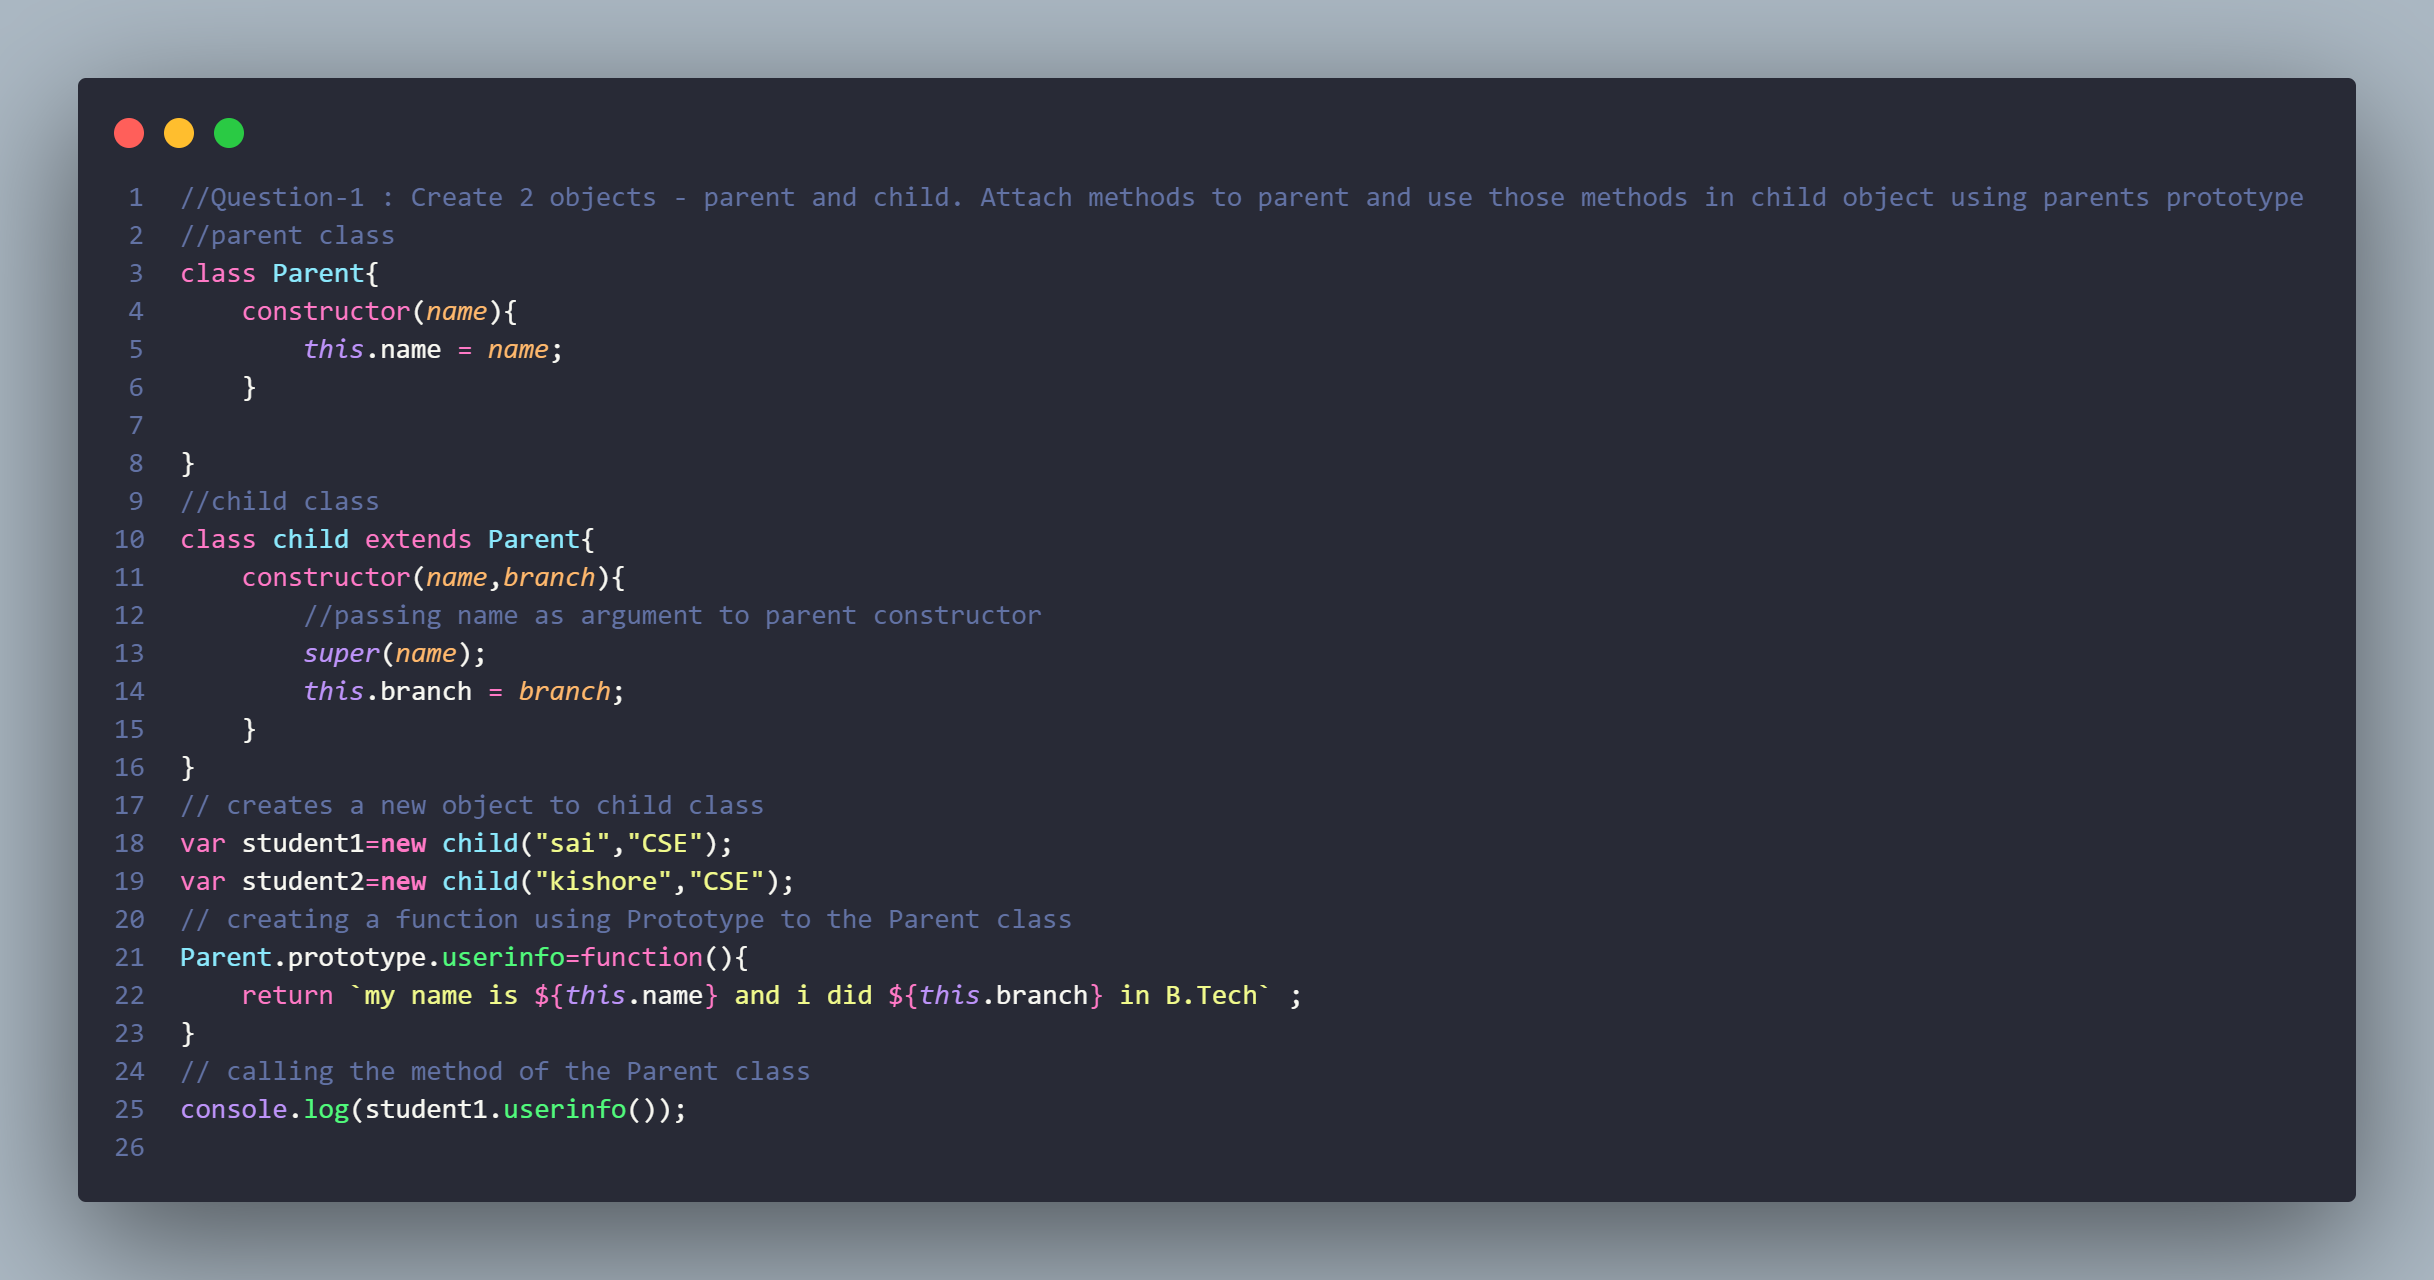 1 //Question-1 : Create 2 objects - parent and child. Attach methods to parent and use those methods in child object using parents prototype
2 //parent class
3 class Parent{
4     constructor(name){
5         this.name = name;
6     }
7
8 }
9 //child class
10 class child extends Parent{
11     constructor(name,branch){
12         //passing name as argument to parent constructor
13         super(name);
14         this.branch = branch;
15     }
16 }
17 // creates a new object to child class
18 var student1=new child("sai","CSE");
19 var student2=new child("kishore","CSE");
20 // creating a function using Prototype to the Parent class
21 Parent.prototype.userinfo=function(){
22     return `my name is ${this.name} and i did ${this.branch} in B.Tech` ;
23 }
24 // calling the method of the Parent class
25 console.log(student1.userinfo());
26